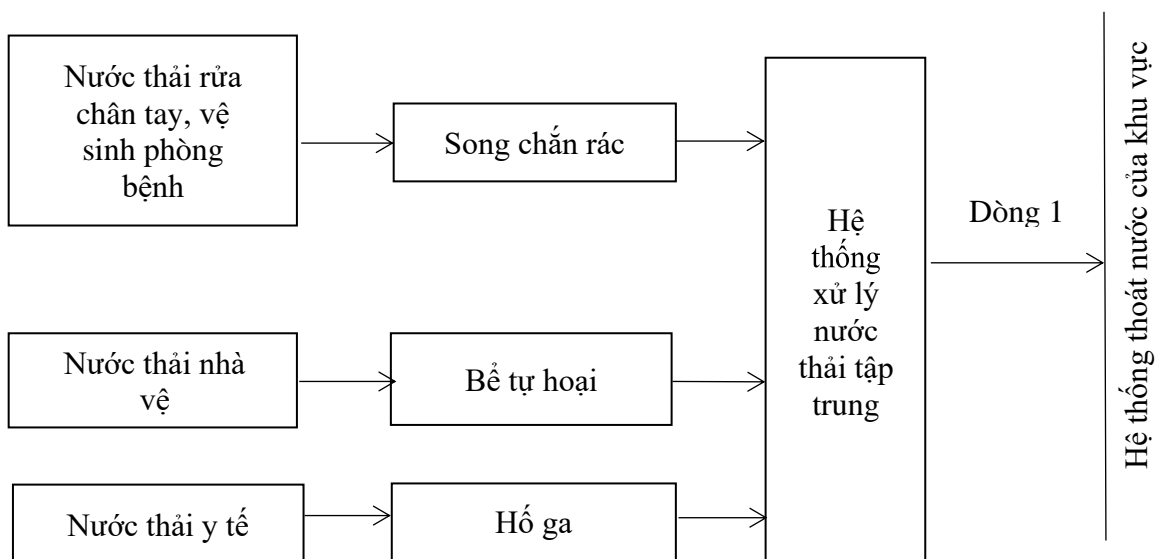 Nước thải rửa
chân tay, vệ
sinh phòng
bệnh
Song chắn rác
Nước thải nhà
vệ
Bể tự hoại
Nước thải y tế
Hố ga
Hệ
thống
xử lý
nước
thải tập
trung
Dòng 1
Hệ thống thoát nước của khu vực